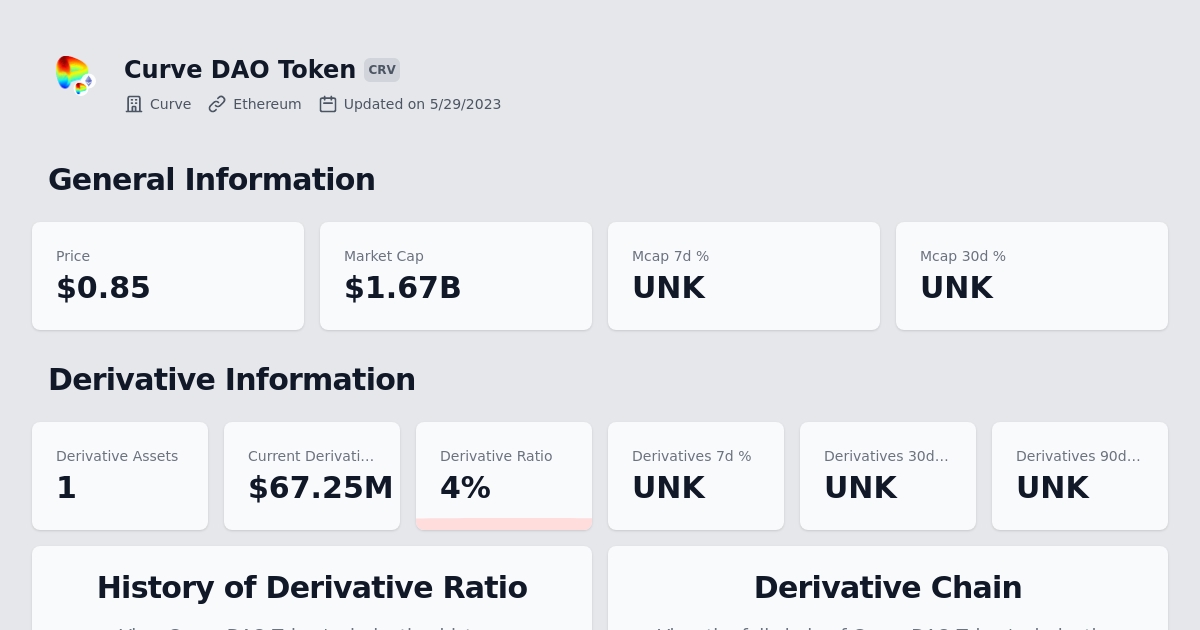 Curve DAO Token CRV
Curve Ethereum Updated on 5/29/2023
General Information
Price
$0.85
Market Cap
$1.67B
Mcap 7d %
UNK
Mcap 30d %
UNK
Derivative Information
Derivative Assets
1
Current Derivati...
$67.25M
Derivative Ratio
4%
Derivatives 7d %
UNK
Derivatives 30d...
UNK
Derivatives 90d...
UNK
History of Derivative Ratio
Derivative Chain